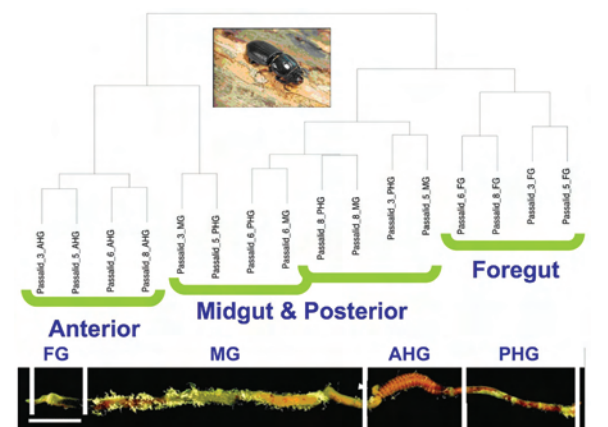 Passalid_3_AHG
Passalid_5_AHG
Passalid_6_AHG
Passalid_8_AHG
Passalid_3_MG
Passalid_5_PHG
Passalid_6_PHG
Passalid_6_MG
Passalid_8_PHG
Passalid_8_MG
Passalid_3_PHG
Passalid_5_MG
Passalid_6_FG
Passalid_8_FG
Passalid_3_FG
Passalid_5_FG
Foregut
Midgut & Posterior
Anterior
FG
MG
AHG
PHG